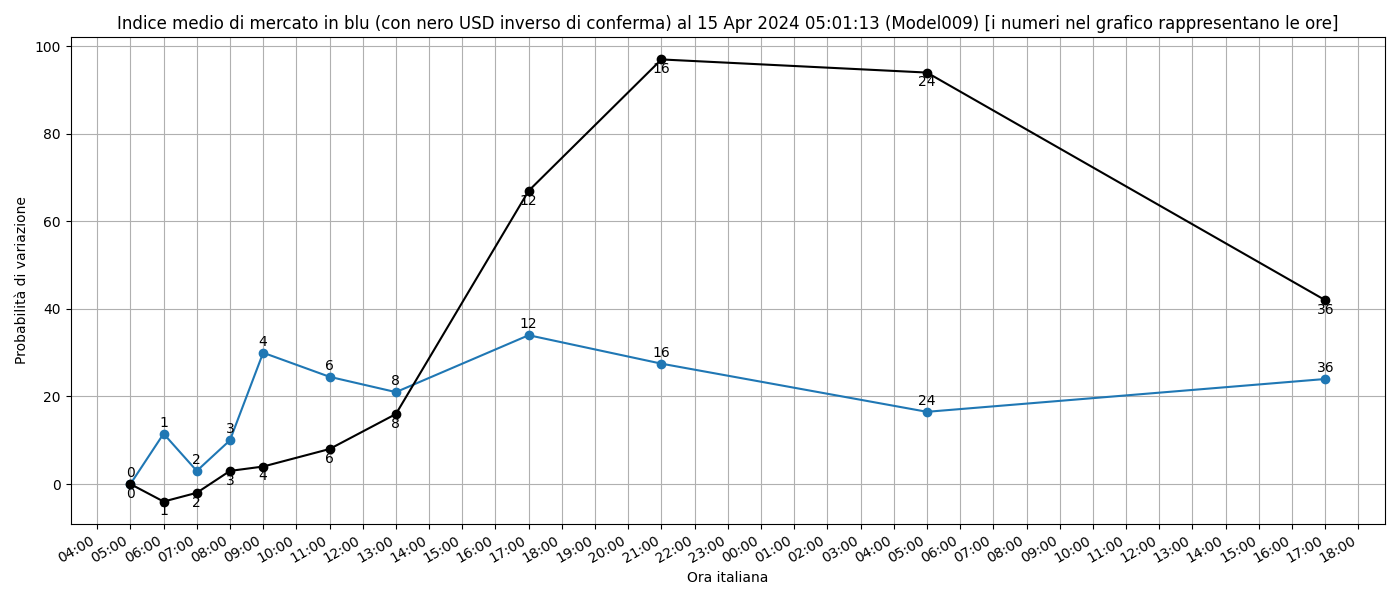 Indice medio di mercato in blu (con nero USD inverso di conferma) al 15 Apr 2024 05:01:13 (Model009) [i numeri nel grafico rappresentano le ore]
Probabilità di variazione
100
80
60
40
20
0
0 1 2 3 4 6 8 12 16 24 36
0 1 2 3 4 6 8 12 16 24 36
04:00 05:00 06:00 07:00 08:00 09:00 10:00 11:00 12:00 13:00 14:00 15:00 16:00 17:00 18:00 19:00 20:00 21:00 22:00 23:00 00:00 01:00 02:00 03:00 04:00 05:00 06:00 07:00 08:00 09:00 10:00 11:00 12:00 13:00 14:00 15:00 16:00 17:00 18:00
Ora italiana